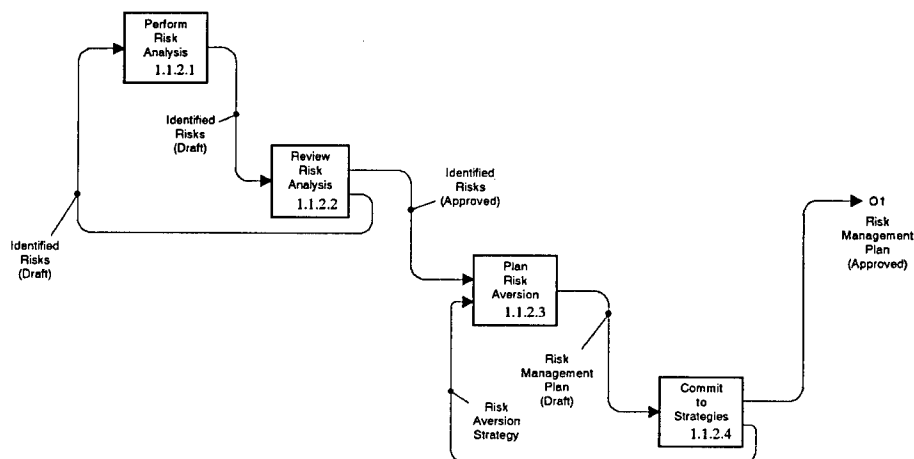 Perform
Risk
Analysis
1.1.2.1
Identified
Risks
(Draft)
Review
Risk
Analysis
1.1.2.2
Identified
Risks
(Approved)
Identified
Risks
(Draft)
O1
Risk
Management
Plan
(Approved)
Plan
Risk
Aversion
1.1.2.3
Risk
Management
Plan
(Draft)
Risk
Aversion
Strategy
Commit
to
Strategies
1.1.2.4